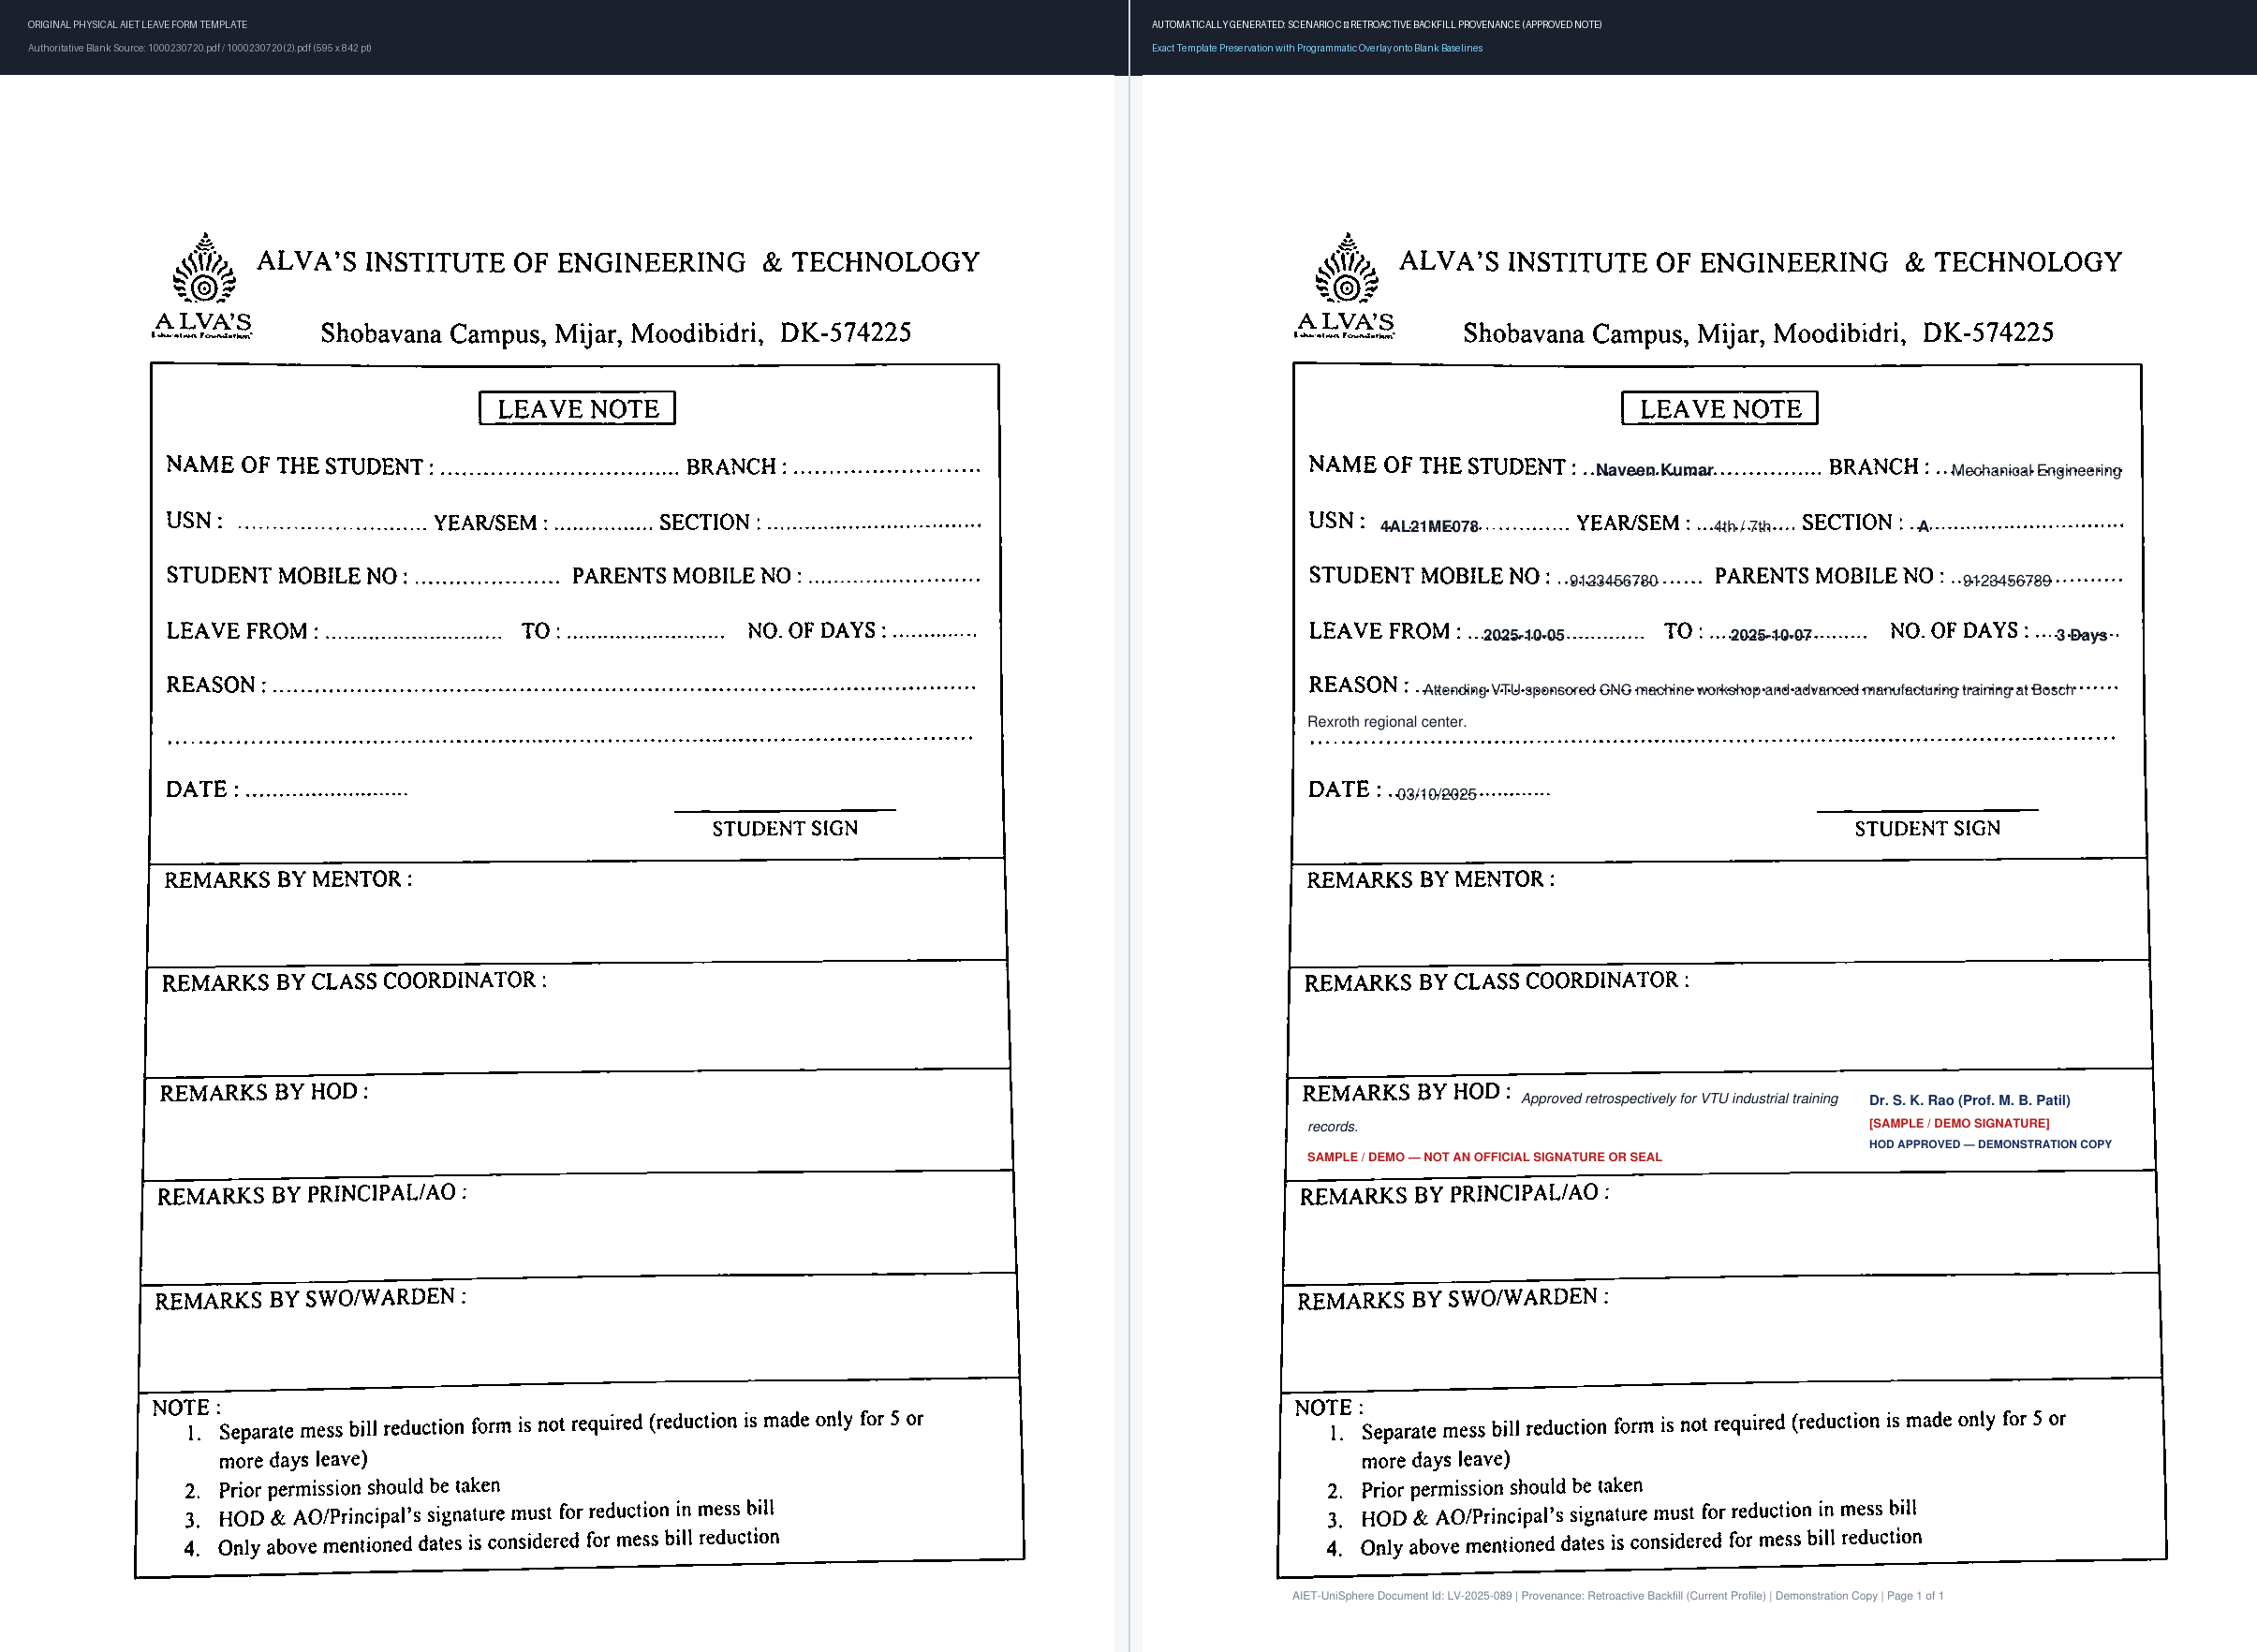 ORIGINAL PHYSICAL AIET LEAVE FORM TEMPLATE
Authoritative Blank Source: 1000230720.pdf / 1000230720(2).pdf (595 x 842 pt)
ALVA'S INSTITUTE OF ENGINEERING & TECHNOLOGY
ALVA'S
Education Foundation
Shobavana Campus, Mijar, Moodibidri, DK-574225
LEAVE NOTE
NAME OF THE STUDENT : ........................................ BRANCH : ................................
USN : ................................ YEAR/SEM : ................. SECTION : ....................................
STUDENT MOBILE NO : ......................... PARENTS MOBILE NO : ..............................
LEAVE FROM : .............................. TO : ........................... NO. OF DAYS : ..............
REASON : ........................................................................................................................
........................................................................................................................................
DATE : ............................
STUDENT SIGN
REMARKS BY MENTOR :
REMARKS BY CLASS COORDINATOR :
REMARKS BY HOD :
REMARKS BY PRINCIPAL/AO :
REMARKS BY SWO/WARDEN :
NOTE :
1. Separate mess bill reduction form is not required (reduction is made only for 5 or
more days leave)
2. Prior permission should be taken
3. HOD & AO/Principal's signature must for reduction in mess bill
4. Only above mentioned dates is considered for mess bill reduction
AUTOMATICALLY GENERATED: SCENARIO C RETROACTIVE BACKFILL PROVENANCE (APPROVED NOTE)
Exact Template Preservation with Programmatic Overlay onto Blank Baselines
ALVA'S INSTITUTE OF ENGINEERING & TECHNOLOGY
ALVA'S
Education Foundation
Shobavana Campus, Mijar, Moodibidri, DK-574225
LEAVE NOTE
NAME OF THE STUDENT : Naveen Kumar BRANCH : Mechanical Engineering
USN : 4AL21ME078 YEAR/SEM : 4th / 7th SECTION : A
STUDENT MOBILE NO : 9123456780 PARENTS MOBILE NO : 9123456789
LEAVE FROM : 2025-10-05 TO : 2025-10-07 NO. OF DAYS : 3 Days
REASON : Attending VTU-sponsored CNC machine workshop and advanced manufacturing training at Bosch
Rexroth regional center.
DATE : 03/10/2025
STUDENT SIGN
REMARKS BY MENTOR :
REMARKS BY CLASS COORDINATOR :
REMARKS BY HOD : Approved retrospectively for VTU industrial training
records.
SAMPLE / DEMO — NOT AN OFFICIAL SIGNATURE OR SEAL
Dr. S. K. Rao (Prof. M. B. Patil)
[SAMPLE / DEMO SIGNATURE]
HOD APPROVED — DEMONSTRATION COPY
REMARKS BY PRINCIPAL/AO :
REMARKS BY SWO/WARDEN :
NOTE :
1. Separate mess bill reduction form is not required (reduction is made only for 5 or
more days leave)
2. Prior permission should be taken
3. HOD & AO/Principal's signature must for reduction in mess bill
4. Only above mentioned dates is considered for mess bill reduction
AIET-UniSphere Document Id: LV-2025-089 | Provenance: Retroactive Backfill (Current Profile) | Demonstration Copy | Page 1 of 1